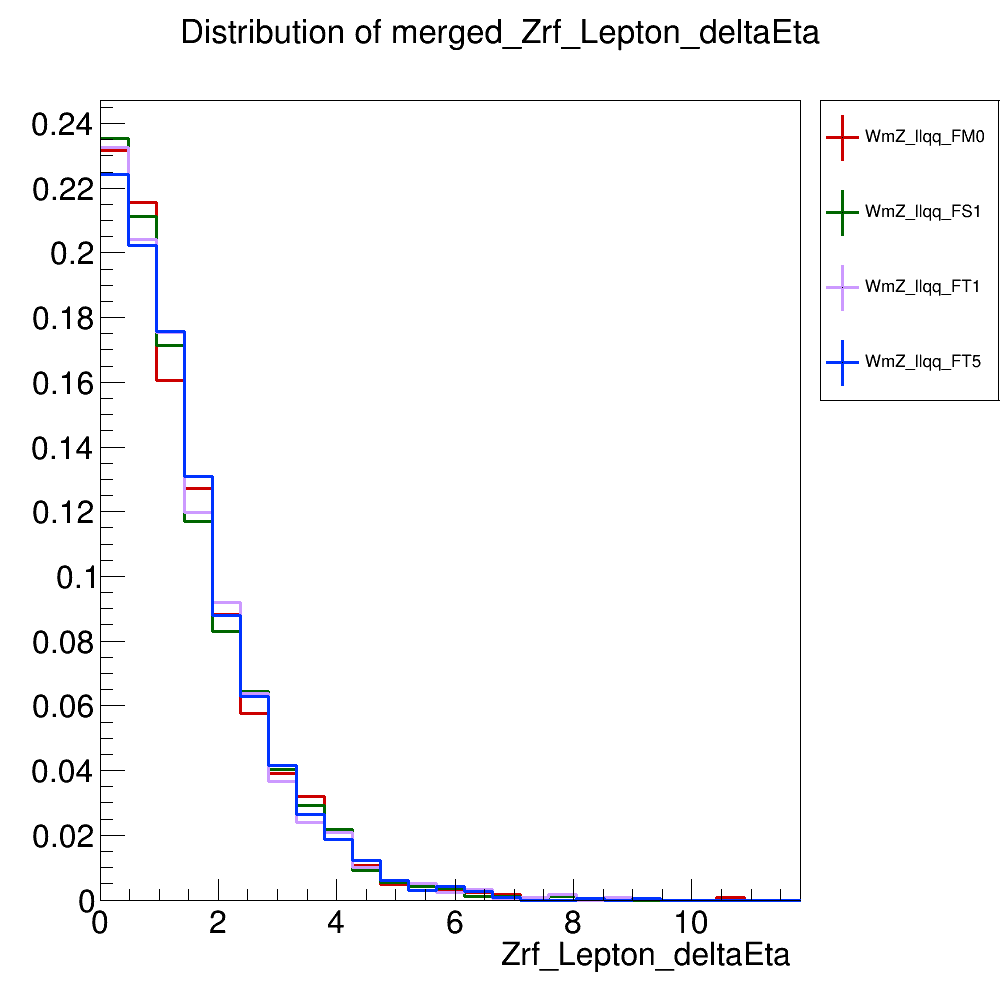 Distribution of merged_Zrf_Lepton_deltaEta
0.24
0.22
0.2
0.18
0.16
0.14
0.12
0.1
0.08
0.06
0.04
0.02
0
0 2 4 6 8 10
Zrf_Lepton_deltaEta
WmZ_llqq_FM0
WmZ_llqq_FS1
WmZ_llqq_FT1
WmZ_llqq_FT5